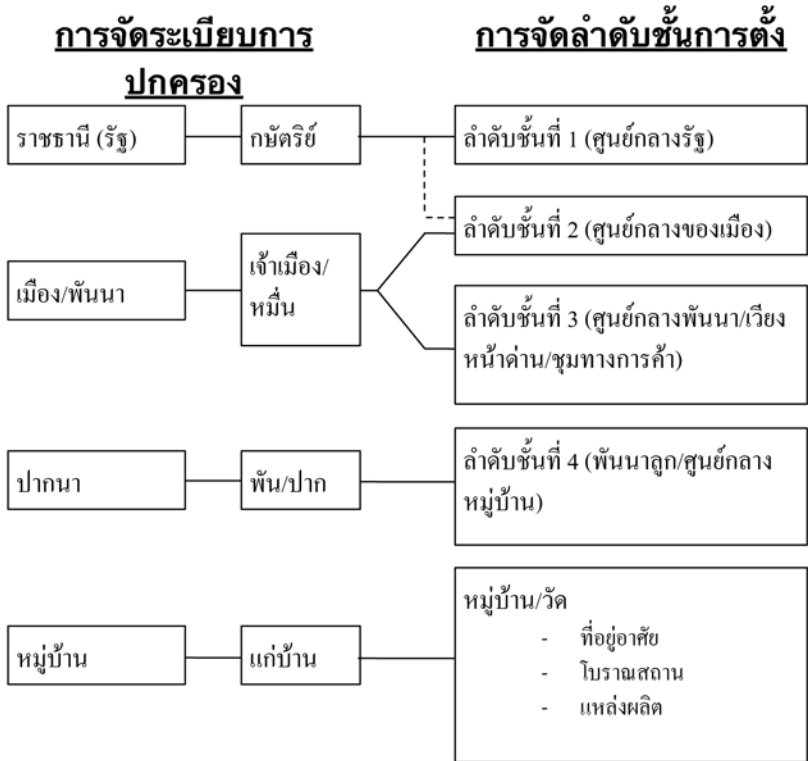 การจัดระเบียบการ
ปกครอง
การจัดลำดับชั้นการตั้ง
ราชธานี (รัฐ)
กษัตริย์
ลำดับชั้นที่ 1 (ศูนย์กลางรัฐ)
ลำดับชั้นที่ 2 (ศูนย์กลางของเมือง)
เมือง/พันนา
เจ้าเมือง/
หมื่น
ลำดับชั้นที่ 3 (ศูนย์กลางพันนา/เวียง
หน้าด่าน/ชุมทางการค้า)
ปากนา
พัน/ปาก
ลำดับชั้นที่ 4 (พันนาลูก/ศูนย์กลาง
หมู่บ้าน)
หมู่บ้าน
แก่บ้าน
หมู่บ้าน/วัด
- ที่อยู่อาศัย
- โบราณสถาน
- แหล่งผลิต